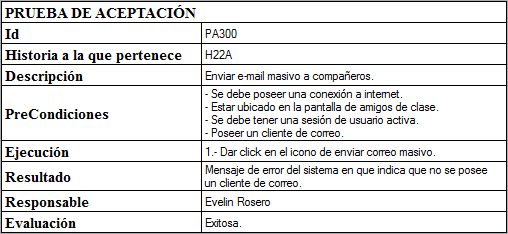 PRUEBA DE ACEPTACIÓN
Id PA300
Historia a la que pertenece H22A
Descripción Enviar e-mail masivo a compañeros.
PreCondiciones - Se debe poseer una conexión a internet.
- Estar ubicado en la pantalla de amigos de clase.
- Se debe tener una sesión de usuario activa.
- Poseer un cliente de correo.
Ejecución 1.- Dar click en el icono de enviar correo masivo.
Resultado Mensaje de error del sistema en que indica que no se posee
un cliente de correo.
Responsable Evelin Rosero
Evaluación Exitosa.